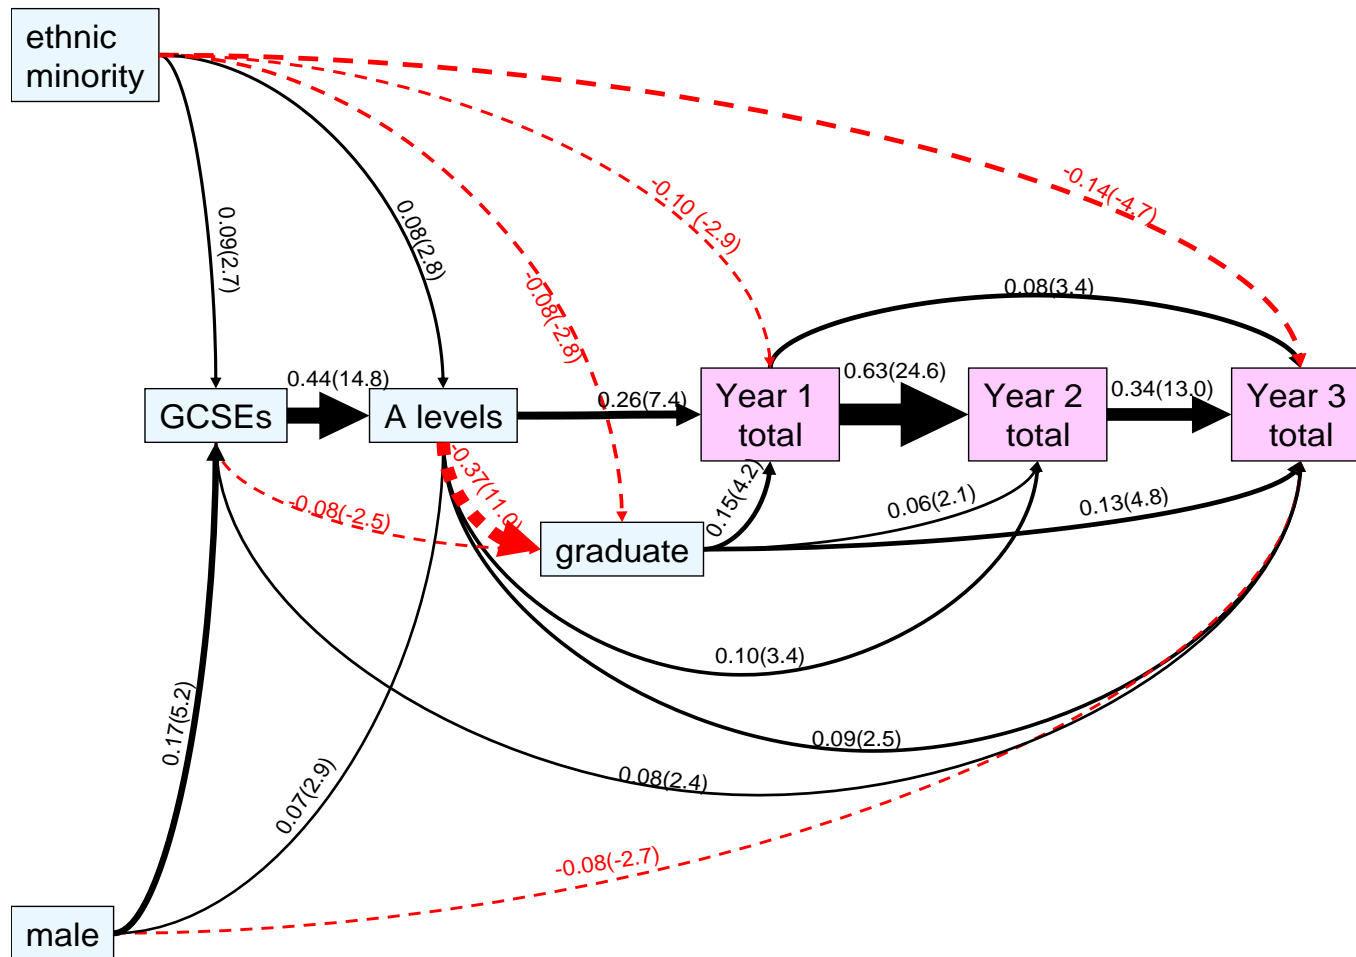 ethnic
minority
0.09(2.7)
0.08(2.8)
-0.08(-2.8)
-0.10 (-2.9)
-0.14(-4.7)
0.08(3.4)
GCSEs
0.44(14.8)
A levels
0.26(7.4)
Year 1
total
0.63(24.6)
Year 2
total
0.34(13.0)
Year 3
total
-0.08(-2.5)
-0.37(11.0)
graduate
0.15(4.2)
0.06(2.1)
0.13(4.8)
0.10(3.4)
0.09(2.5)
0.08(2.4)
0.17(5.2)
0.07(2.9)
-0.08(-2.7)
male